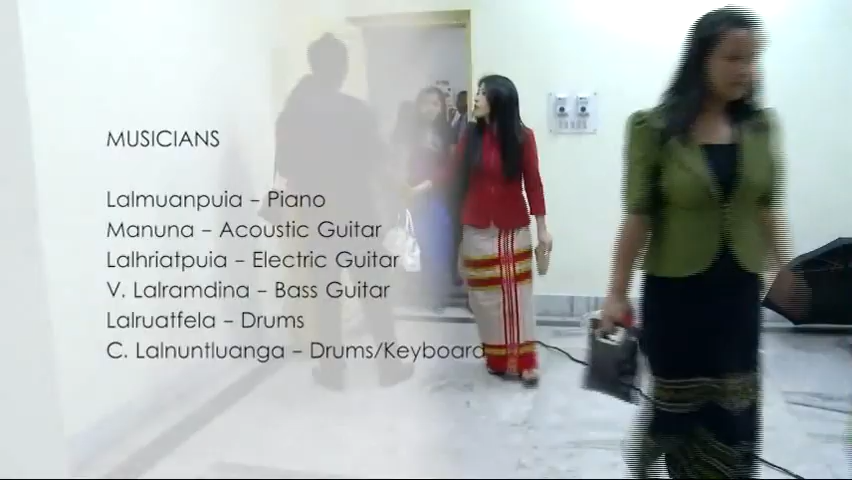 MUSICIANS
Lalmuanpuia - Piano
Manuna - Acoustic Guitar
Lalhriatpuia - Electric Guitar
V. Lalramdina - Bass Guitar
Lalruatfela - Drums
C. Lalnuntluanga - Drums/Keyboard